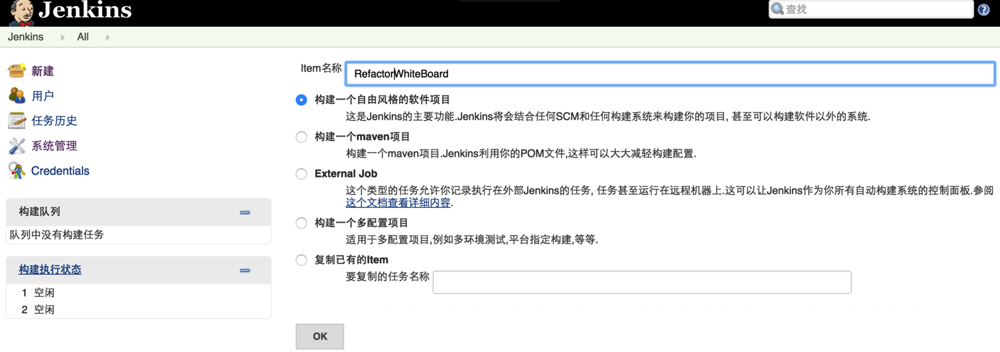 Jenkins
查找
Jenkins
All
新建
用户
任务历史
系统管理
Credentials
构建队列
队列中没有构建任务
构建执行状态
1 空闲
2 空闲
Item名称
RefactorWhiteBoard
构建一个自由风格的软件项目
这是Jenkins的主要功能.Jenkins将会结合任何SCM和任何构建系统来构建你的项目, 甚至可以构建软件以外的系统.
构建一个maven项目
构建一个maven项目.Jenkins利用你的POM文件,这样可以大大减轻构建配置.
External Job
这个类型的任务允许你记录执行在外部Jenkins的任务, 任务甚至运行在远程机器上.这可以让Jenkins作为你所有自动构建系统的控制面板.参阅
这个文档查看详细内容.
构建一个多配置项目
适用于多配置项目,例如多环境测试,平台指定构建,等等.
复制已有的Item
要复制的任务名称
OK